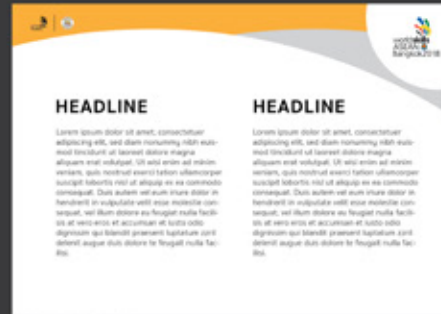 worldskills
ASEAN
Bangkok2018
HEADLINE
Lorem ipsum dolor sit amet, consectetuer
adipiscing elit, sed diam nonummy nibh euis-
mod tincidunt ut laoreet dolore magna
aliquam erat volutpat. Ut wisi enim ad minim
veniam, quis nostrud exerci tation ullamcorper
suscipit lobortis nisl ut aliquip ex ea commodo
consequat. Duis autem vel eum iriure dolor in
hendrerit in vulputate velit esse molestie con-
sequat, vel illum dolore eu feugiat nulla facili-
sis at vero eros et accumsan et iusto odio
dignissim qui blandit praesent luptatum zzril
delenit augue duis dolore te feugait nulla fac-
ilisi.
HEADLINE
Lorem ipsum dolor sit amet, consectetuer
adipiscing elit, sed diam nonummy nibh euis-
mod tincidunt ut laoreet dolore magna
aliquam erat volutpat. Ut wisi enim ad minim
veniam, quis nostrud exerci tation ullamcorper
suscipit lobortis nisl ut aliquip ex ea commodo
consequat. Duis autem vel eum iriure dolor in
hendrerit in vulputate velit esse molestie con-
sequat, vel illum dolore eu feugiat nulla facili-
sis at vero eros et accumsan et iusto odio
dignissim qui blandit praesent luptatum zzril
delenit augue duis dolore te feugait nulla fac-
ilisi.